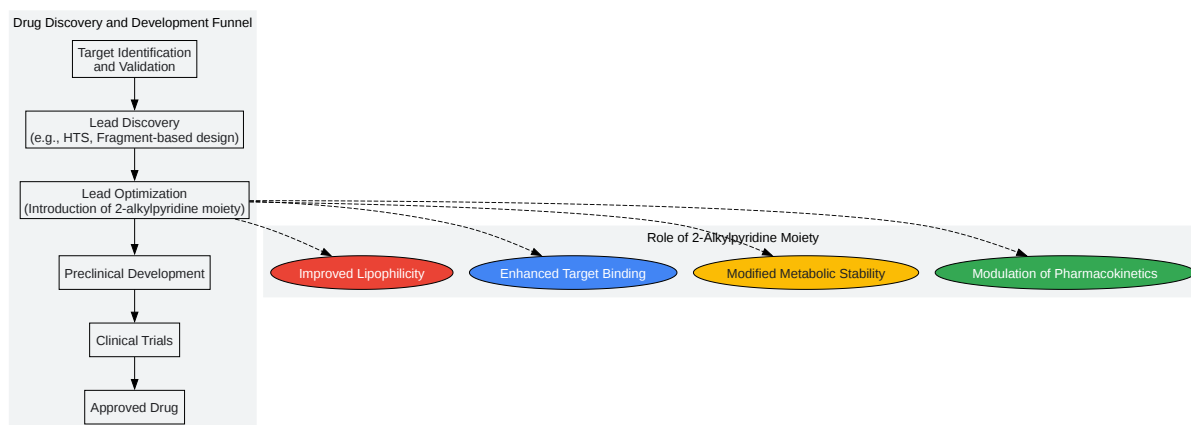 Drug Discovery and Development Funnel
Target Identification
and Validation
Lead Discovery
(e.g., HTS, Fragment-based design)
Lead Optimization
(Introduction of 2-alkylpyridine moiety)
Preclinical Development
Clinical Trials
Approved Drug
Role of 2-Alkylpyridine Moiety
Improved Lipophilicity
Enhanced Target Binding
Modified Metabolic Stability
Modulation of Pharmacokinetics